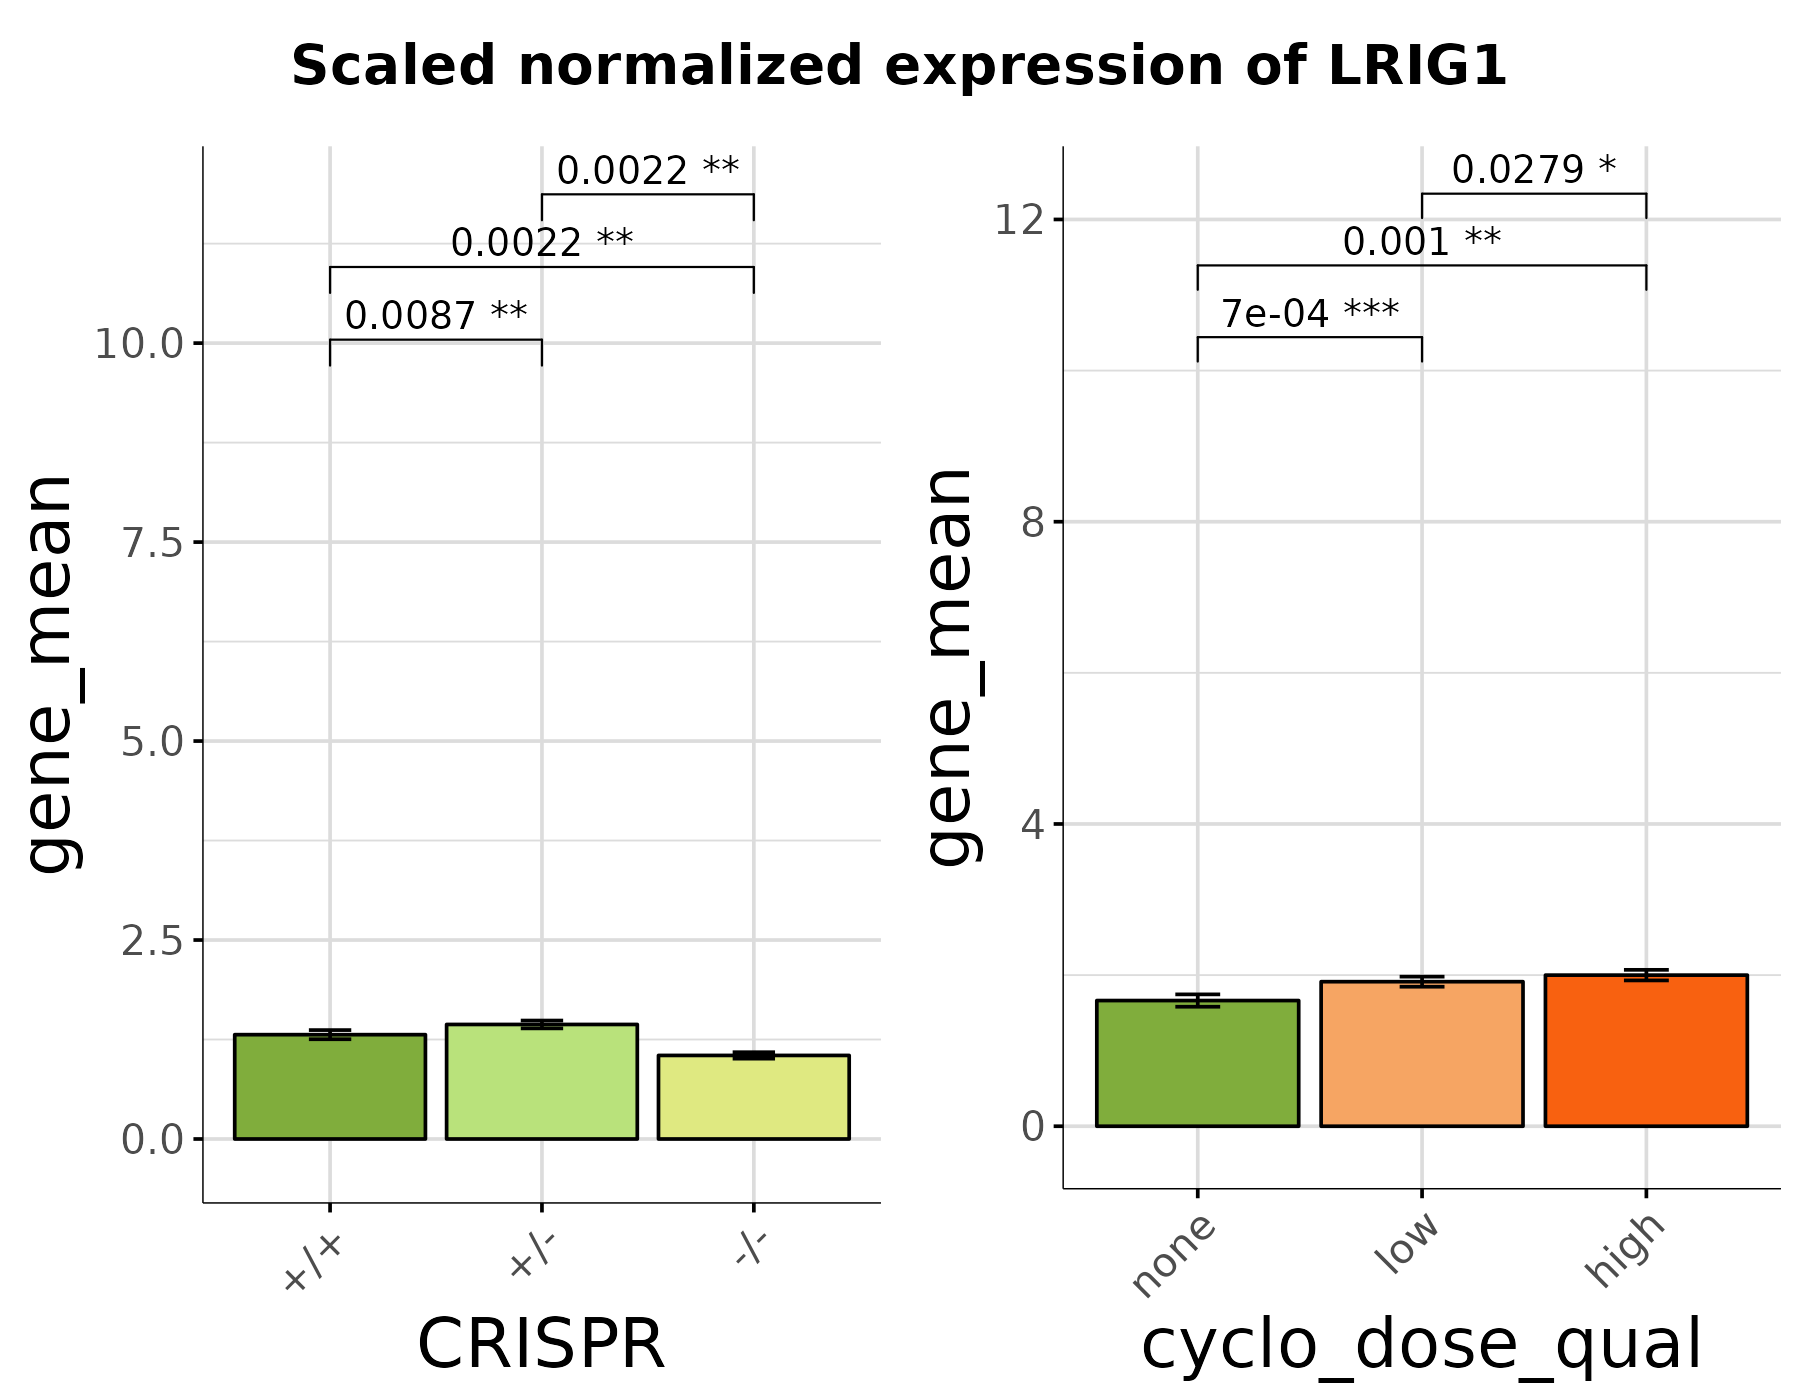 Scaled normalized expression of LRIG1
gene_mean
10.0
7.5
5.0
2.5
0.0
0.0022 **
0.0022 **
0.0087 **
+/+
+/-
-/-
CRISPR
gene_mean
12
8
4
0
0.0279 *
0.001 **
7e-04 ***
none
low
high
cyclo_dose_qual